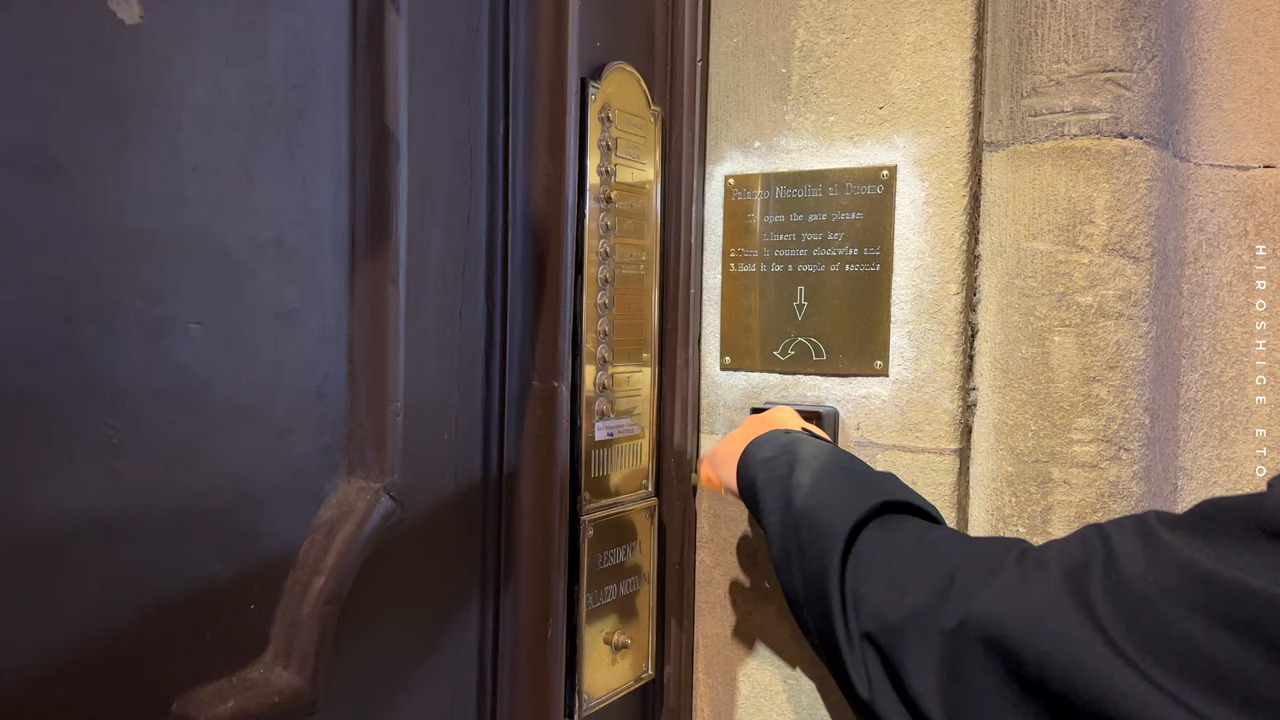 Palazzo Niccolini al Duomo
To open the gate please:
1.Insert your key
2.Turn it counter clockwise and
3.Hold it for a couple of seconds
RESIDENZA
PALAZZO NICCOLINI
HIROSHIGE ETO